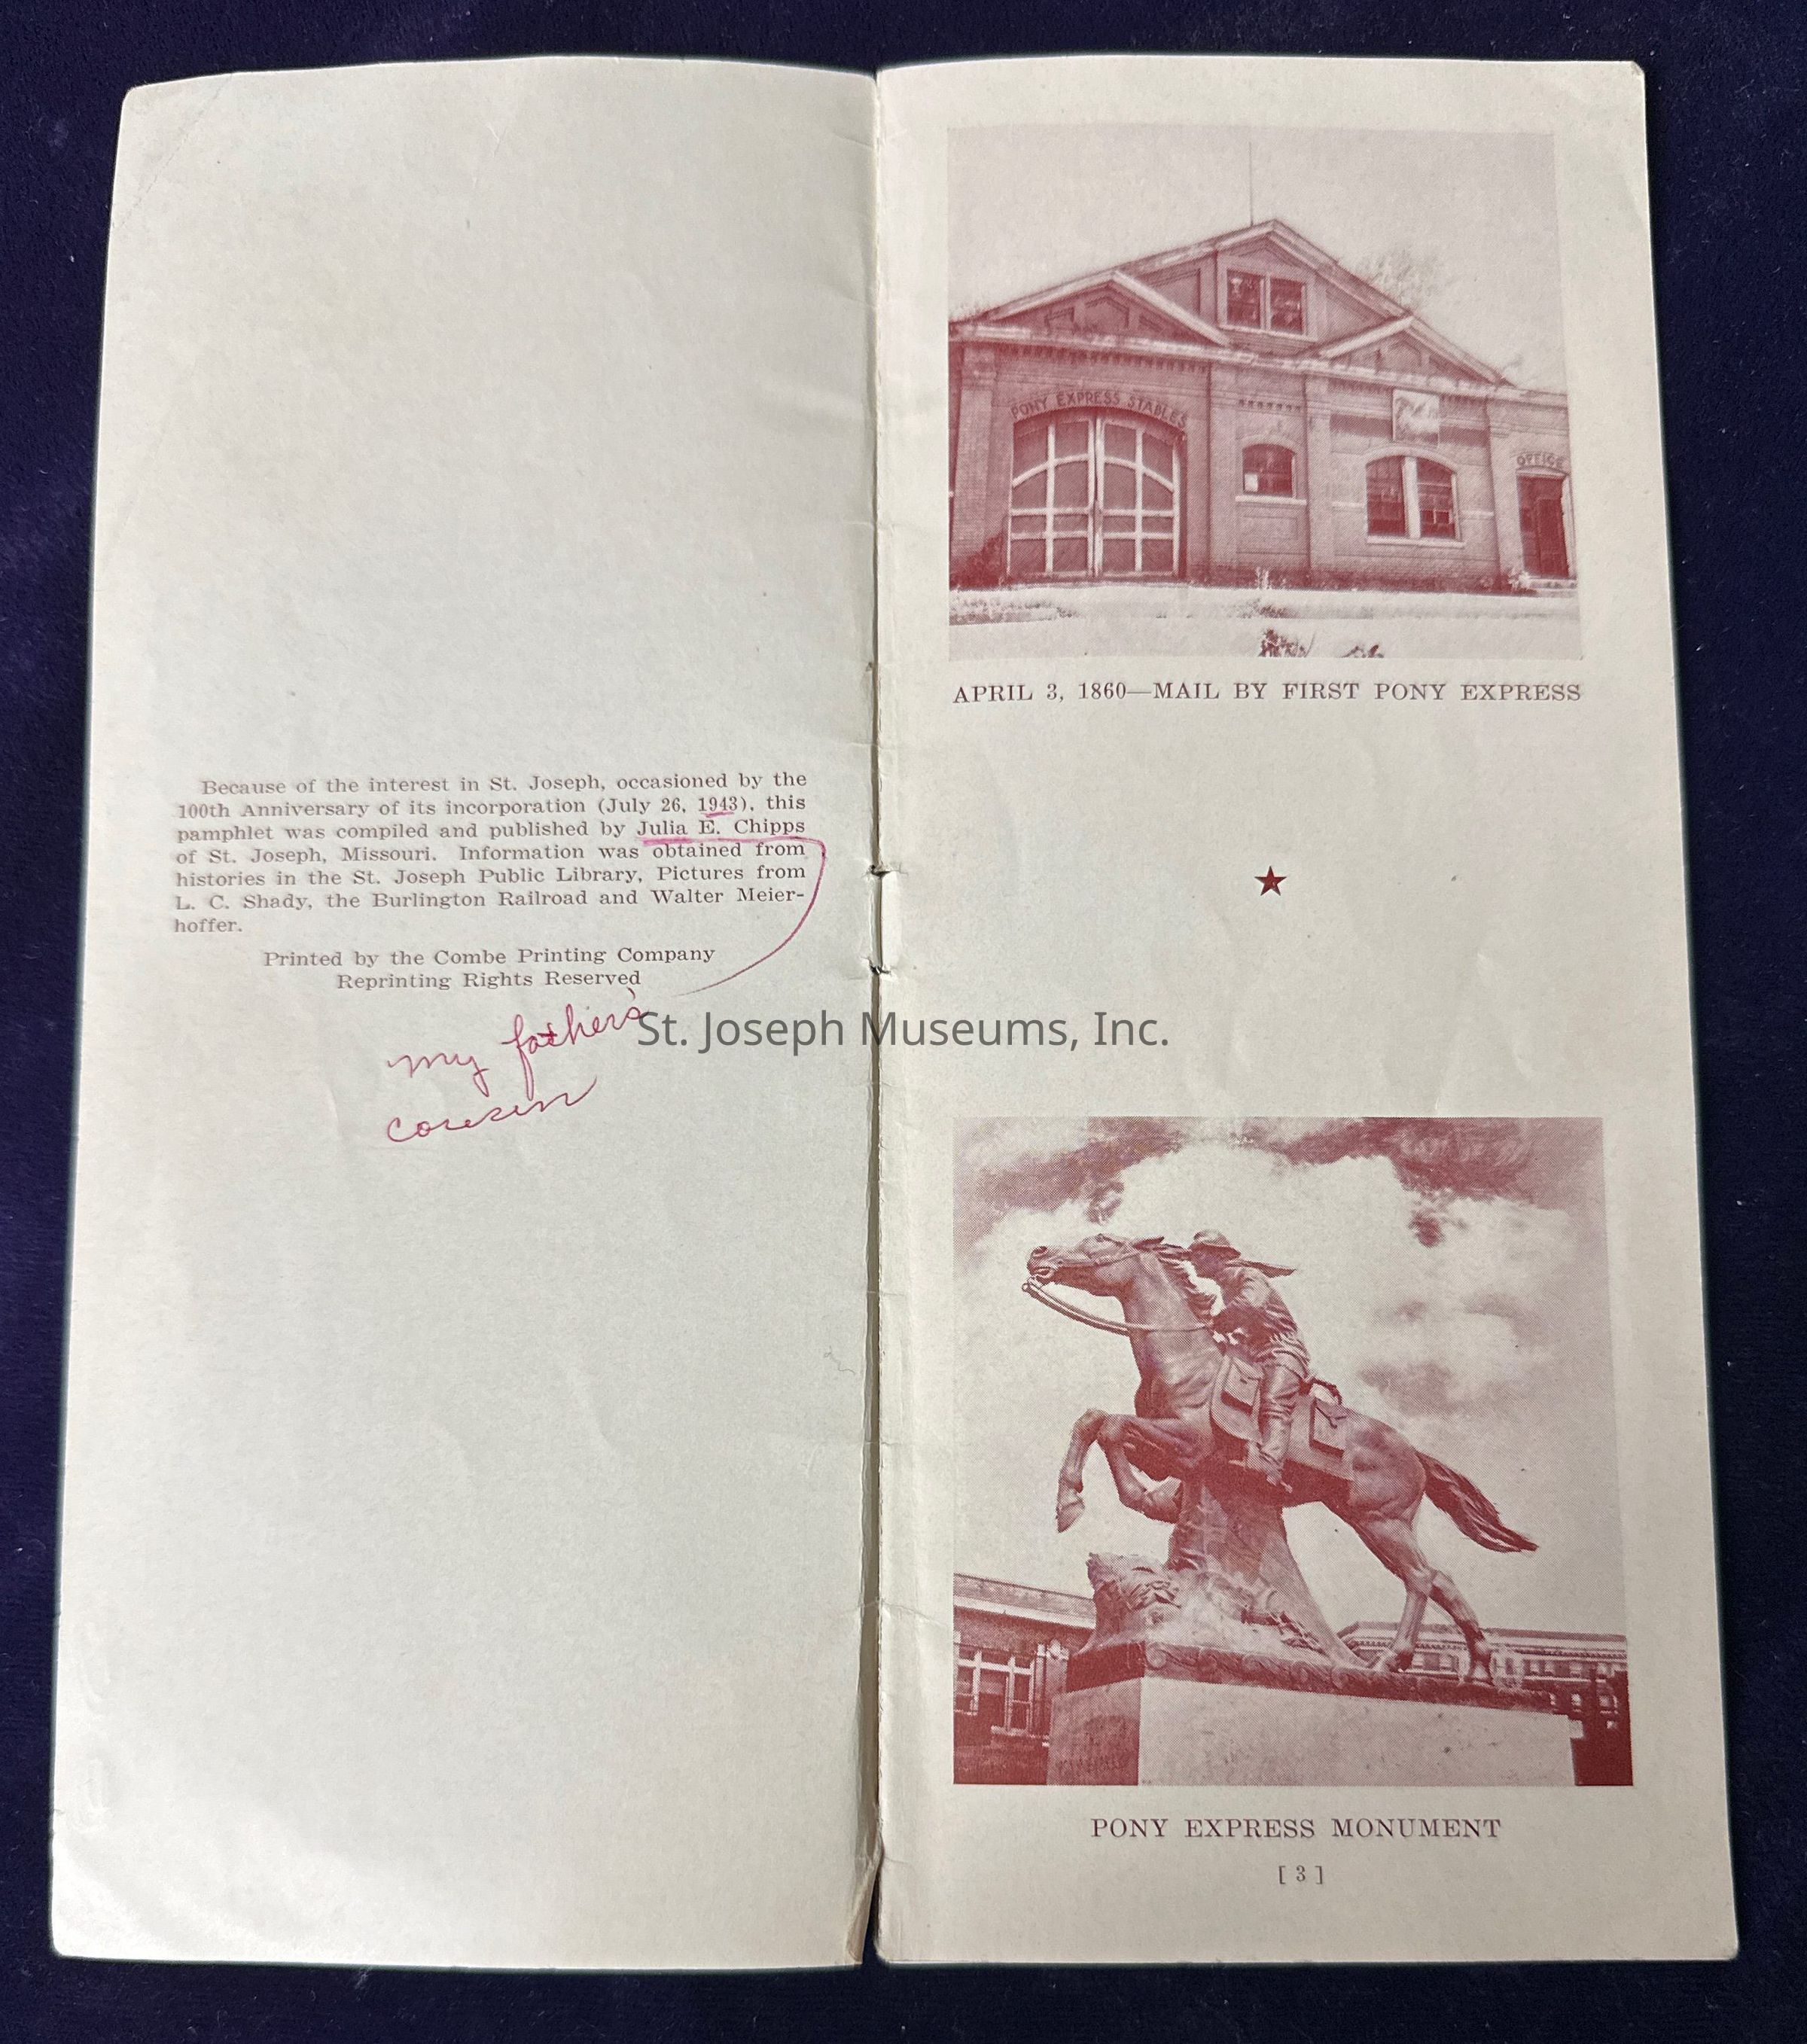 Because of the interest in St. Joseph, occasioned by the
100th Anniversary of its incorporation (July 26, 1943), this
pamphlet was compiled and published by Julia E. Chipps
of St. Joseph, Missouri. Information was obtained from
histories in the St. Joseph Public Library, Pictures from
L. C. Shady, the Burlington Railroad and Walter Meier-
hoffer.
Printed by the Combe Printing Company
Reprinting Rights Reserved
my father's
cousin
St. Joseph Museums, Inc.
PONY EXPRESS STABLES
OFFICE
APRIL 3, 1860—MAIL BY FIRST PONY EXPRESS
PONY EXPRESS MONUMENT
[ 3 ]